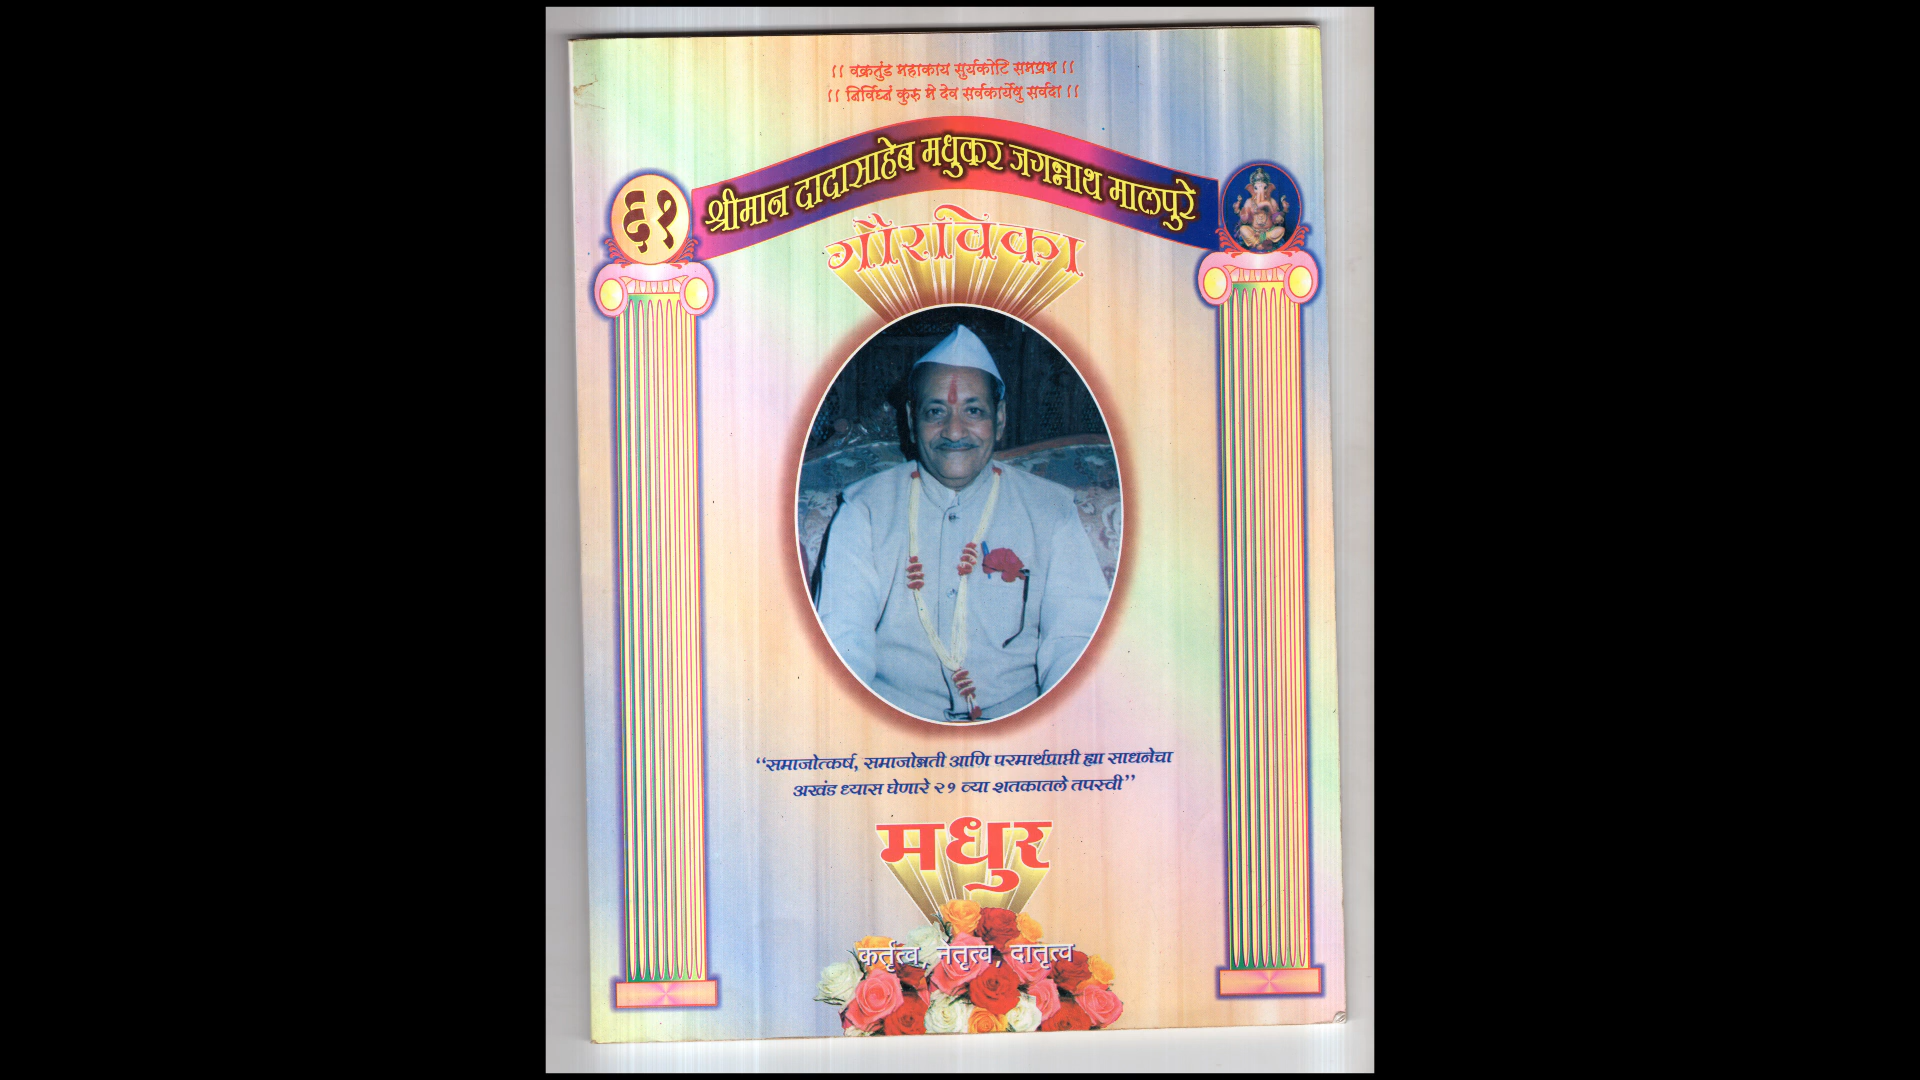 ।। वक्रतुंड महाकाय सुर्यकोटि समप्रभ ।।
।। निर्विघ्नं कुरु मे देव सर्वकार्येषु सर्वदा ।।
श्रीमान दादासाहेब मधुकर जगन्नाथ मालपुरे
६१
गौरविका
“समाजोत्कर्ष, समाजोन्नती आणि परमार्थप्राप्ती ह्या साधनेचा
अखंड ध्यास घेणारे २१ व्या शतकातले तपस्वी”
मधुर
कर्तृत्व, नेतृत्व, दातृत्व